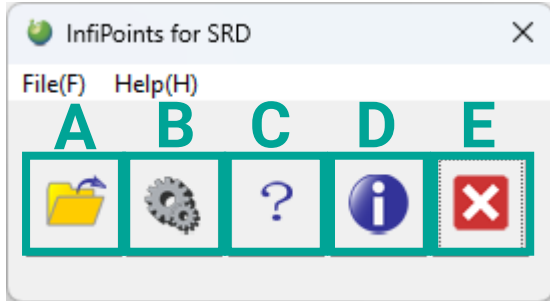 InfiPoints for SRD
File(F) Help(H)
A B C D E
?
i